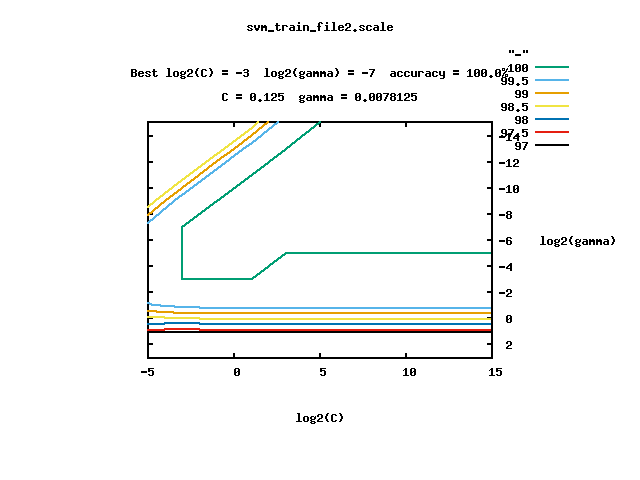 svm_train_file2.scale
"-"
Best log2(C) = -3  log2(gamma) = -7  accuracy = 100.0%
C = 0.125  gamma = 0.0078125
100
99.5
99
98.5
98
97.5
97
-14
-12
-10
-8
-6
-4
-2
0
2
log2(gamma)
-5 0 5 10 15
log2(C)